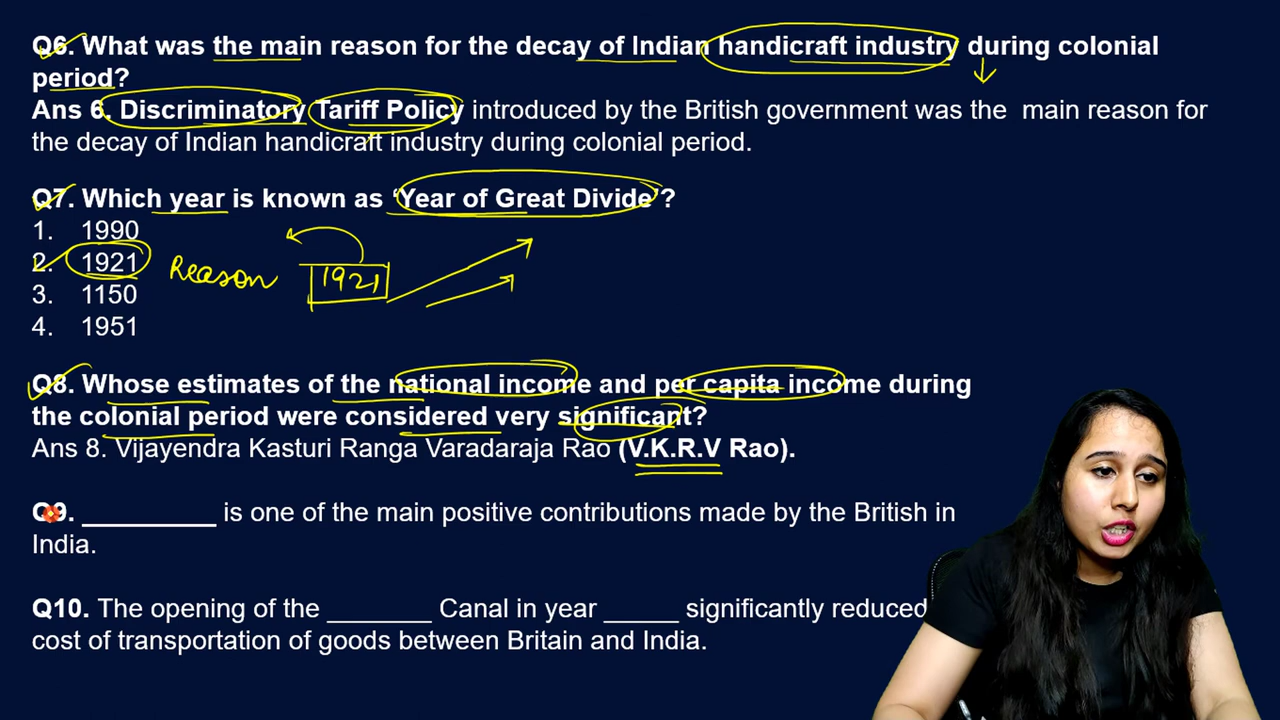 Q6. What was the main reason for the decay of Indian handicraft industry during colonial
period?
Ans 6. Discriminatory Tariff Policy introduced by the British government was the main reason for
the decay of Indian handicraft industry during colonial period.
Q7. Which year is known as ‘Year of Great Divide’?
1. 1990
2. 1921 Reason 1921
3. 1150
4. 1951
Q8. Whose estimates of the national income and per capita income during
the colonial period were considered very significant?
Ans 8. Vijayendra Kasturi Ranga Varadaraja Rao (V.K.R.V Rao).
Q9. _________ is one of the main positive contributions made by the British in
India.
Q10. The opening of the _______ Canal in year _____ significantly reduced
cost of transportation of goods between Britain and India.